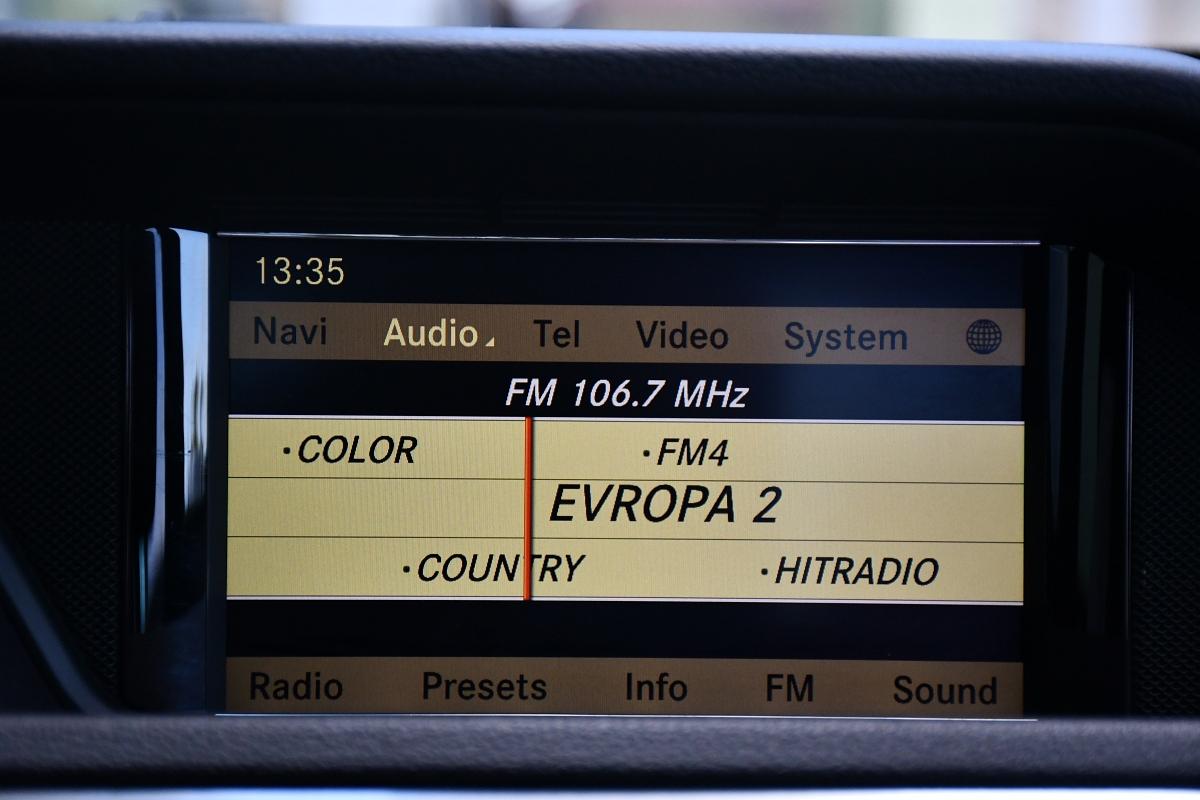 13:35
Navi Audio Tel Video System
FM 106.7 MHz
·COLOR ·FM4
EVROPA 2
·COUNTRY ·HITRADIO
Radio Presets Info FM Sound